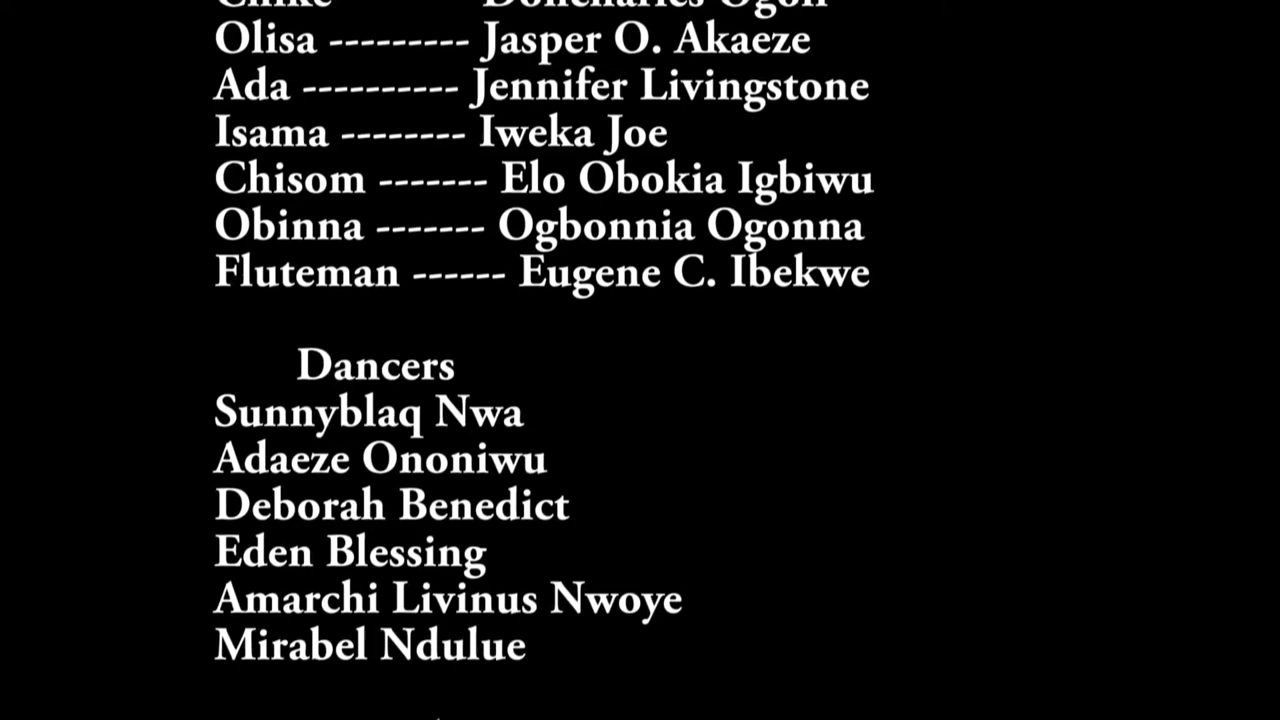 Olisa --------- Jasper O. Akaeze
Ada ---------- Jennifer Livingstone
Isama -------- Iweka Joe
Chisom ------- Elo Obokia Igbiwu
Obinna ------- Ogbonnia Ogonna
Fluteman ------ Eugene C. Ibekwe
Dancers
Sunnyblaq Nwa
Adaeze Ononiwu
Deborah Benedict
Eden Blessing
Amarchi Livinus Nwoye
Mirabel Ndulue